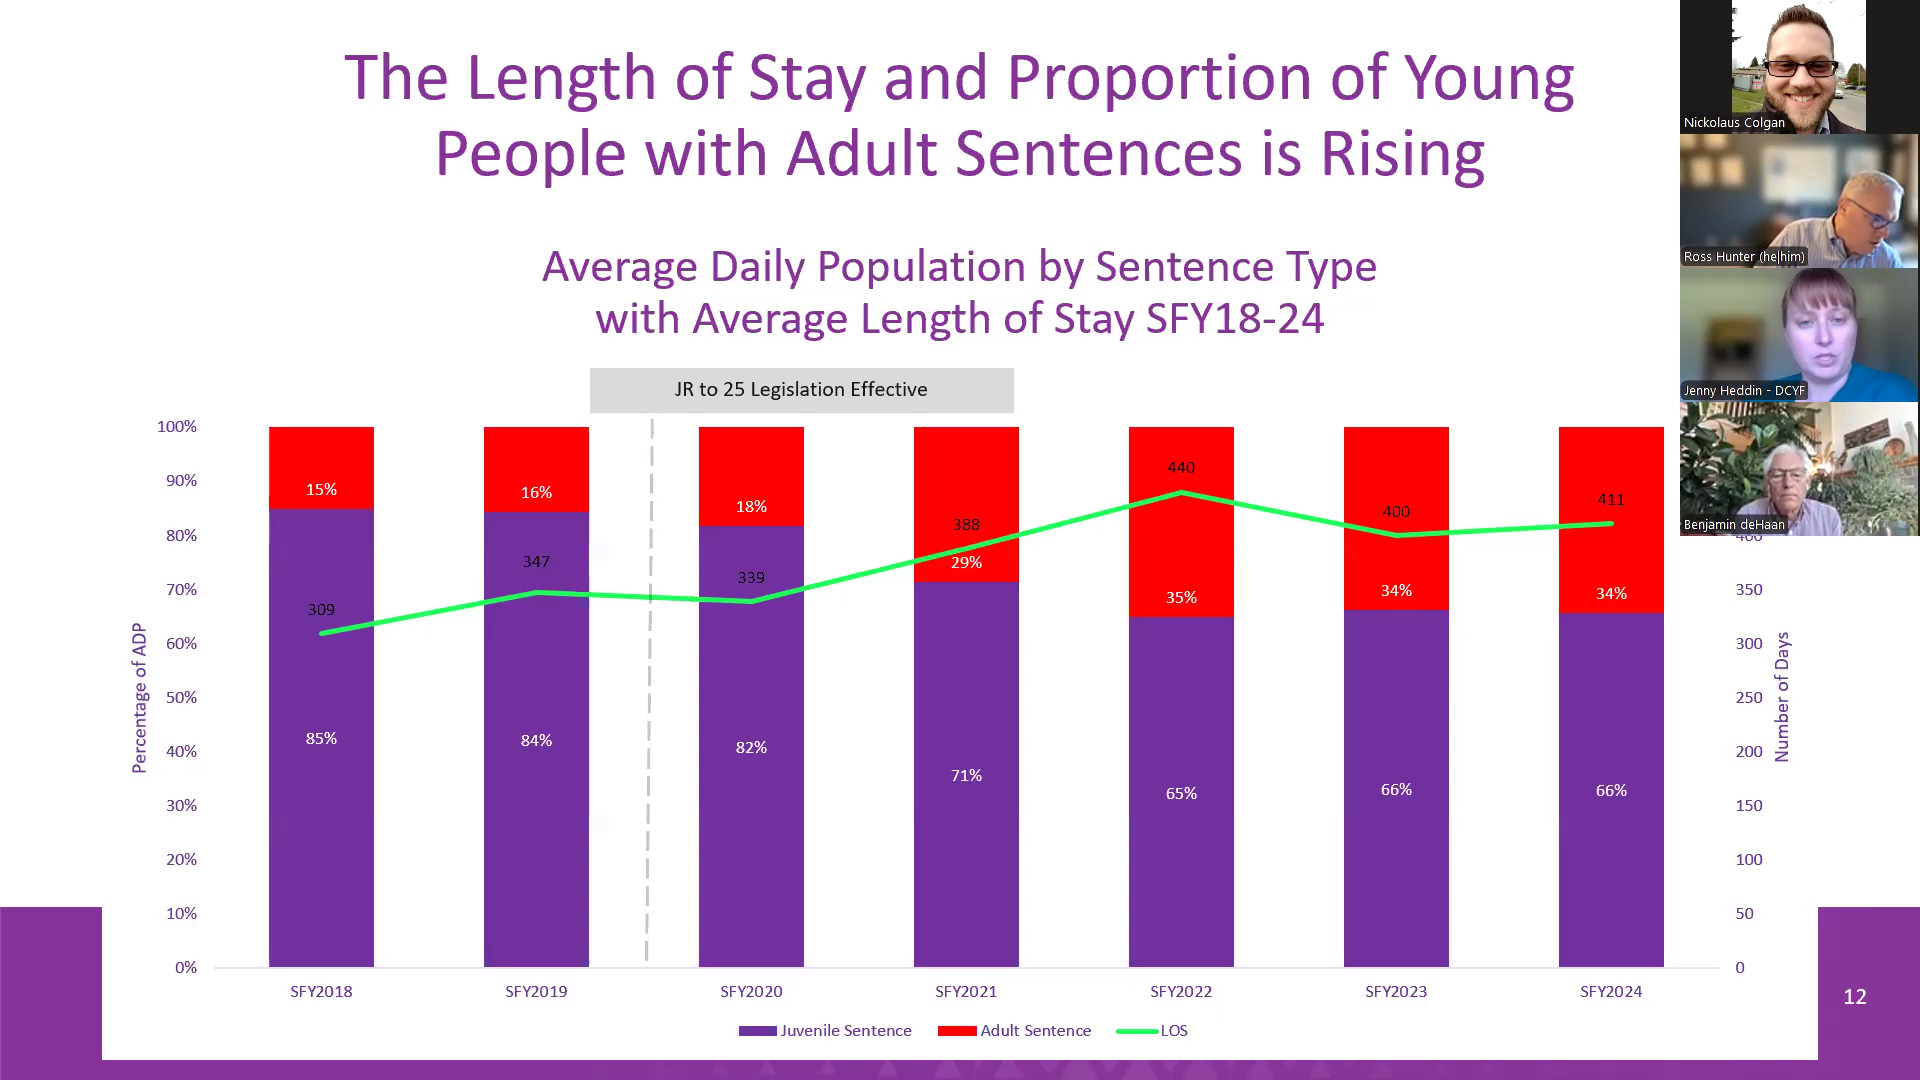 The Length of Stay and Proportion of Young
People with Adult Sentences is Rising
Average Daily Population by Sentence Type
with Average Length of Stay SFY18-24
JR to 25 Legislation Effective
100%
90%
80%
70%
60%
50%
40%
30%
20%
10%
0%
Percentage of ADP
15%
16%
18%
29%
35%
34%
34%
309
347
339
388
440
400
411
85%
84%
82%
71%
65%
66%
66%
400
350
300
250
200
150
100
50
0
Number of Days
SFY2018
SFY2019
SFY2020
SFY2021
SFY2022
SFY2023
SFY2024
Juvenile Sentence
Adult Sentence
LOS
12
Nickolaus Colgan
Ross Hunter (he|him)
Jenny Heddin - DCYF
Benjamin deHaan